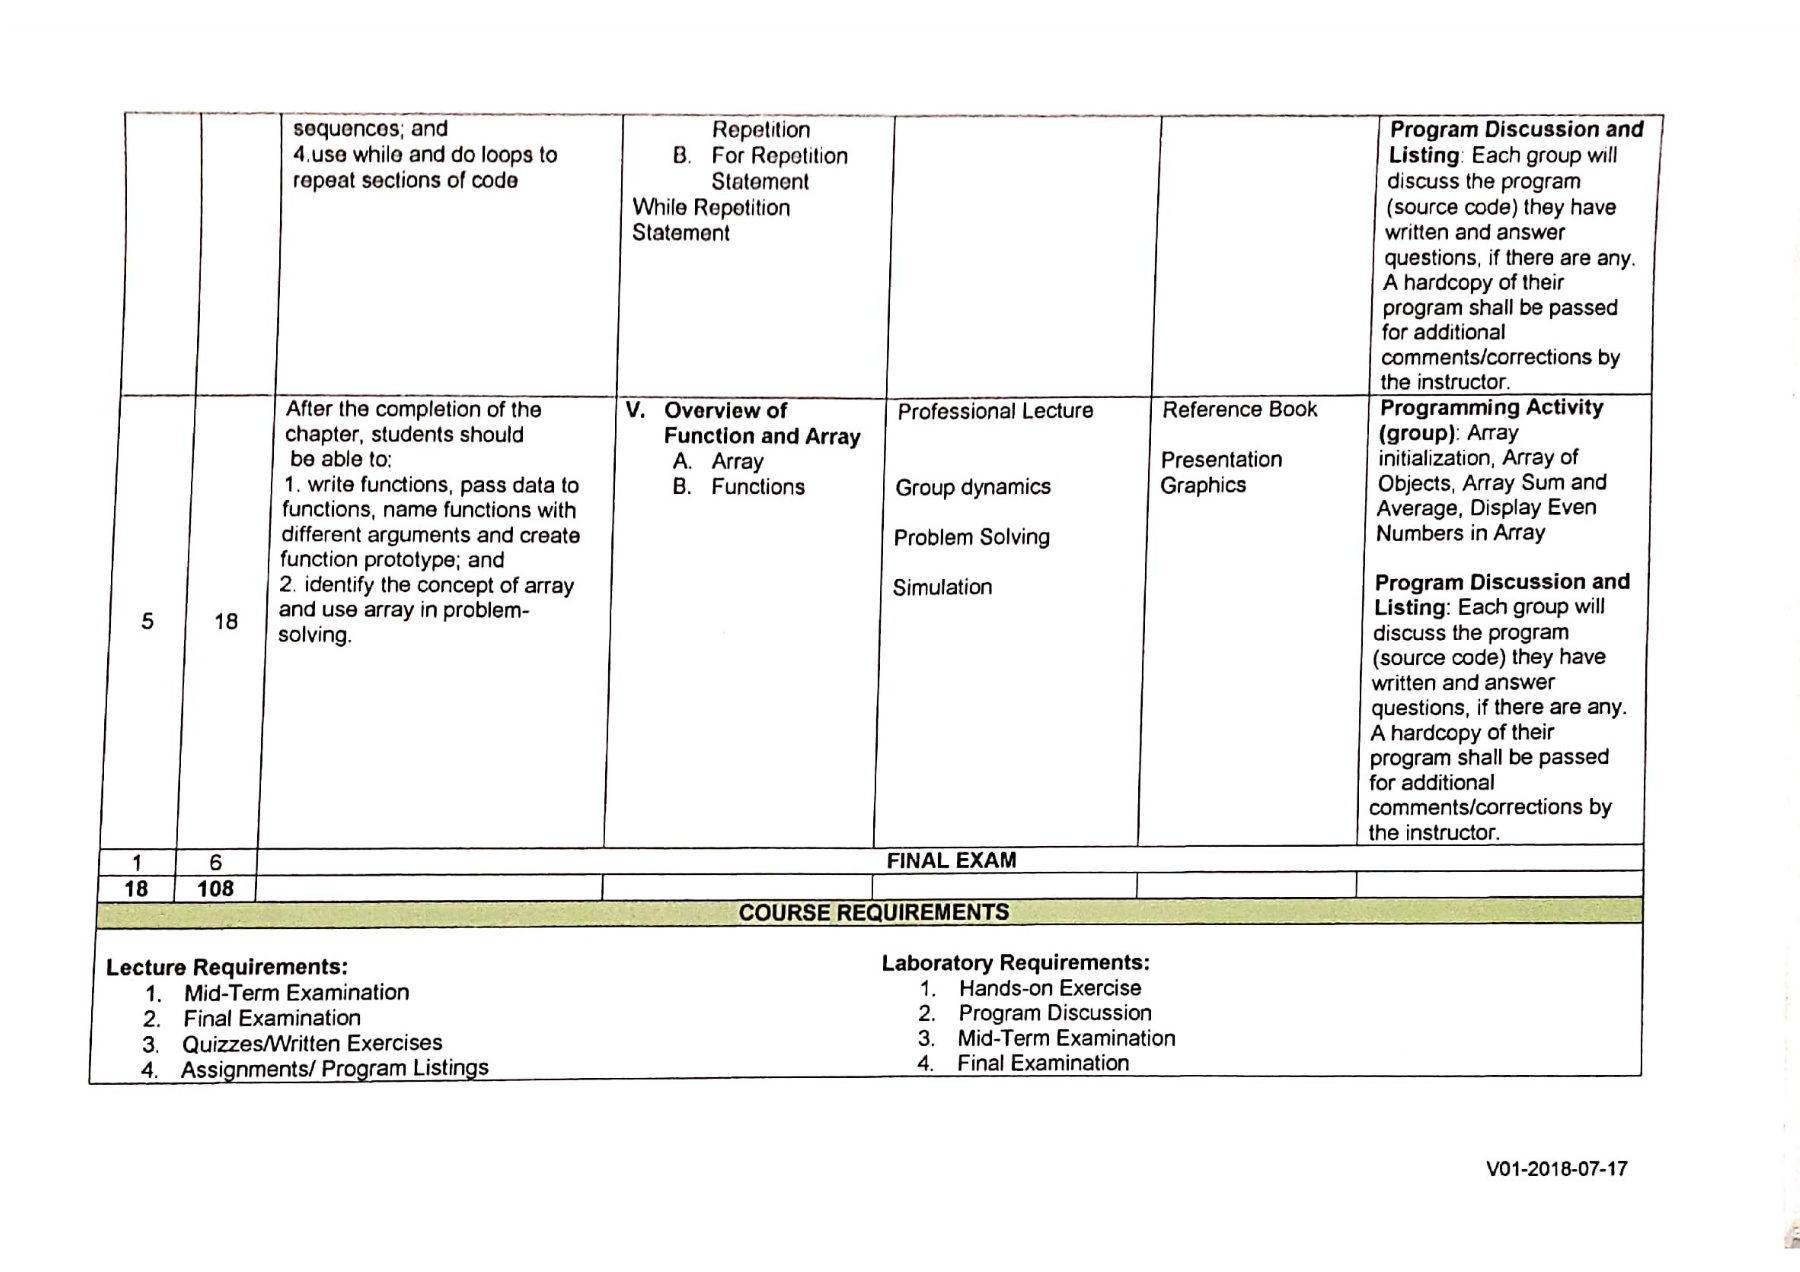 sequences; and
4.use while and do loops to
repeat sections of code
Repetition
B. For Repetition
Statement
While Repetition
Statement
Program Discussion and
Listing: Each group will
discuss the program
(source code) they have
written and answer
questions, if there are any.
A hardcopy of their
program shall be passed
for additional
comments/corrections by
the instructor.
5
18
After the completion of the
chapter, students should
be able to:
1. write functions, pass data to
functions, name functions with
different arguments and create
function prototype; and
2. identify the concept of array
and use array in problem-
solving.
V. Overview of
Function and Array
A. Array
B. Functions
Professional Lecture
Group dynamics
Problem Solving
Simulation
Reference Book
Presentation
Graphics
Programming Activity
(group): Array
initialization, Array of
Objects, Array Sum and
Average, Display Even
Numbers in Array
Program Discussion and
Listing: Each group will
discuss the program
(source code) they have
written and answer
questions, if there are any.
A hardcopy of their
program shall be passed
for additional
comments/corrections by
the instructor.
1 6 FINAL EXAM
18 108
COURSE REQUIREMENTS
Lecture Requirements:
1. Mid-Term Examination
2. Final Examination
3. Quizzes/Written Exercises
4. Assignments/ Program Listings
Laboratory Requirements:
1. Hands-on Exercise
2. Program Discussion
3. Mid-Term Examination
4. Final Examination
V01-2018-07-17